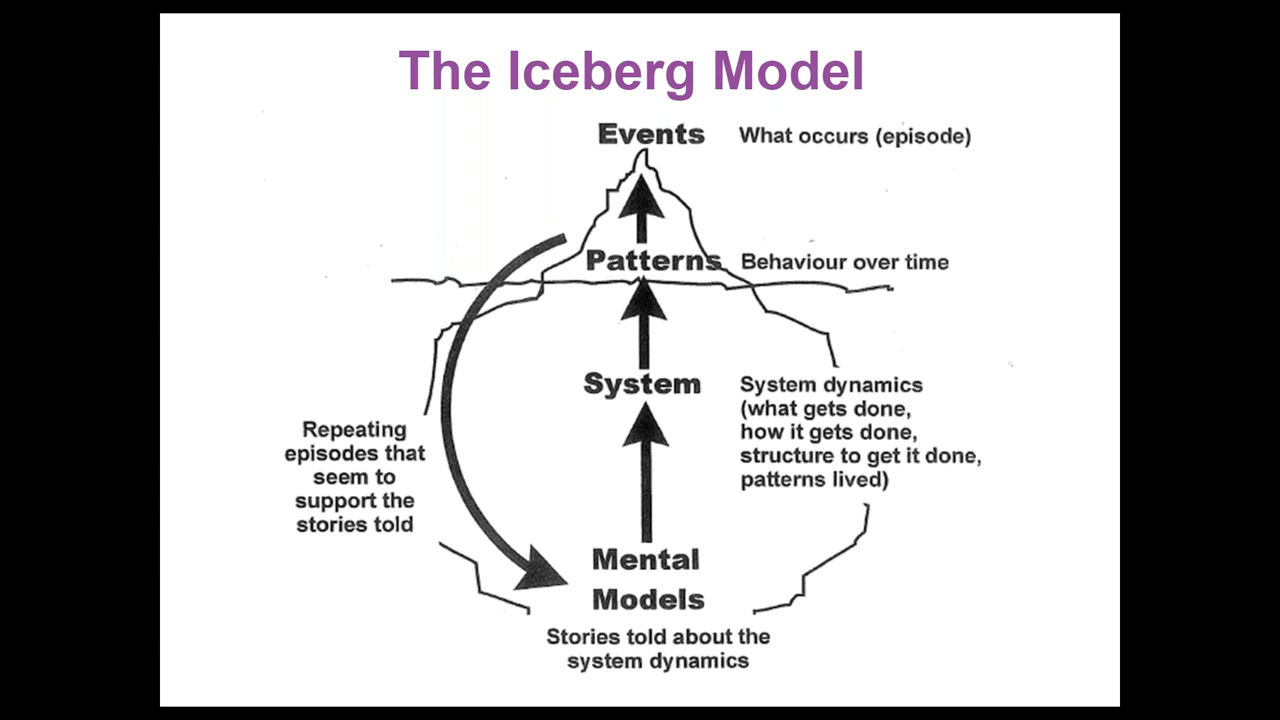 The Iceberg Model
Events
What occurs (episode)
Patterns
Behaviour over time
System
System dynamics
(what gets done,
how it gets done,
structure to get it done,
patterns lived)
Repeating
episodes that
seem to
support the
stories told
Mental
Models
Stories told about the
system dynamics